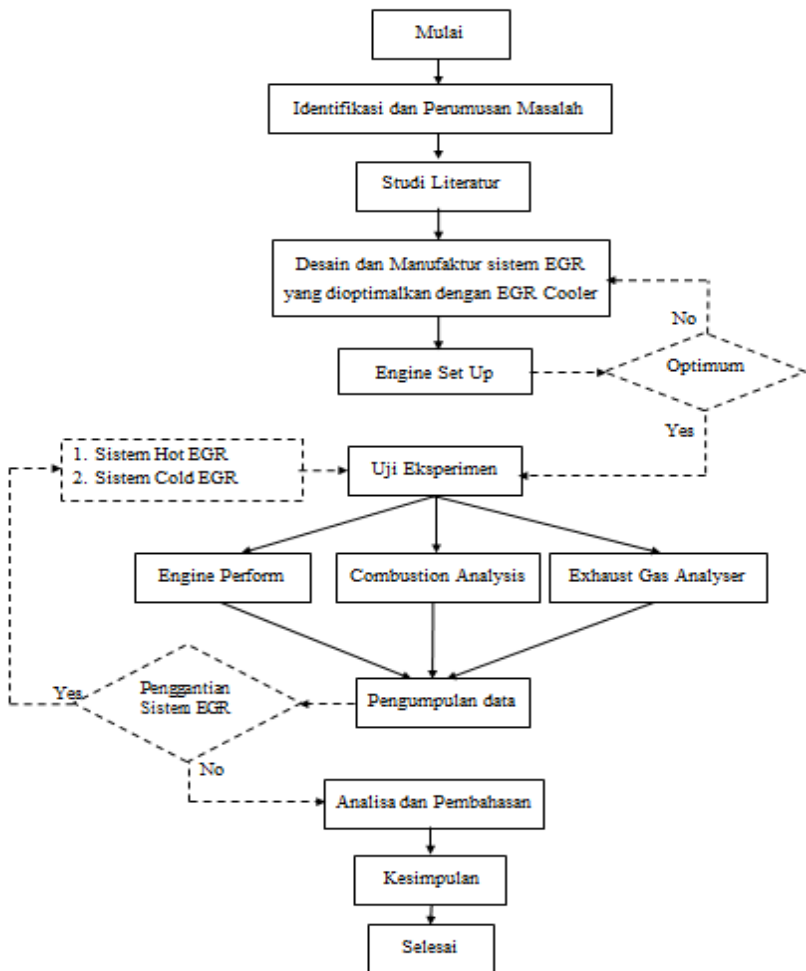 Mulai
Identifikasi dan Perumusan Masalah
Studi Literatur
Desain dan Manufaktur sistem EGR
yang dioptimalkan dengan EGR Cooler
No
Engine Set Up
Optimum
Yes
1. Sistem Hot EGR
2. Sistem Cold EGR
Uji Eksperimen
Engine Perform
Combustion Analysis
Exhaust Gas Analyser
Yes
Penggantian
Sistem EGR
Pengumpulan data
No
Analisa dan Pembahasan
Kesimpulan
Selesai